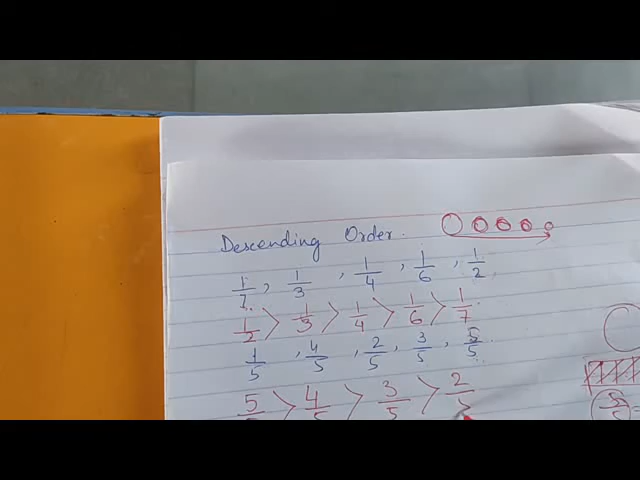 Descending Order.
1/7, 1/3, 1/4, 1/6, 1/2
1/2 > 1/3 > 1/4 > 1/6 > 1/7
1/5, 4/5, 2/5, 3/5, 5/5
5/5 > 4/5 > 3/5 > 2/5
5/5 =